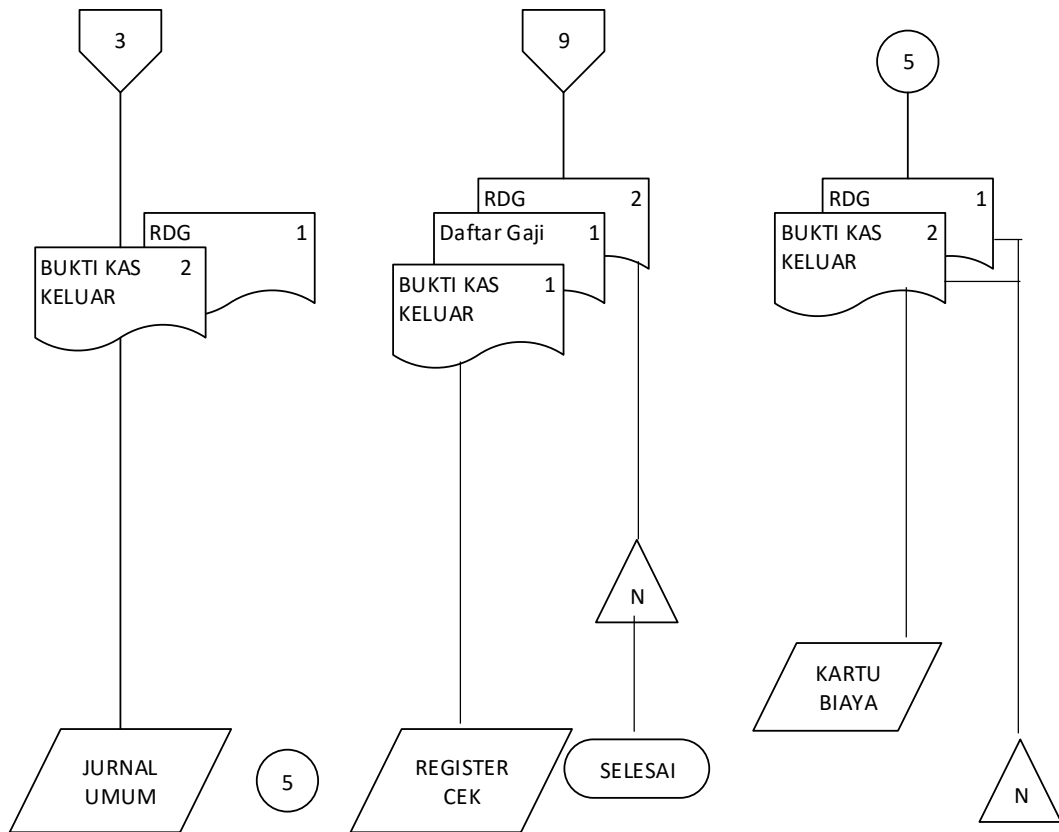 3
RDG 1
BUKTI KAS 2
KELUAR
JURNAL
UMUM
5
9
RDG 2
Daftar Gaji 1
BUKTI KAS 1
KELUAR
N
REGISTER
CEK
SELESAI
5
RDG 1
BUKTI KAS 2
KELUAR
KARTU
BIAYA
N